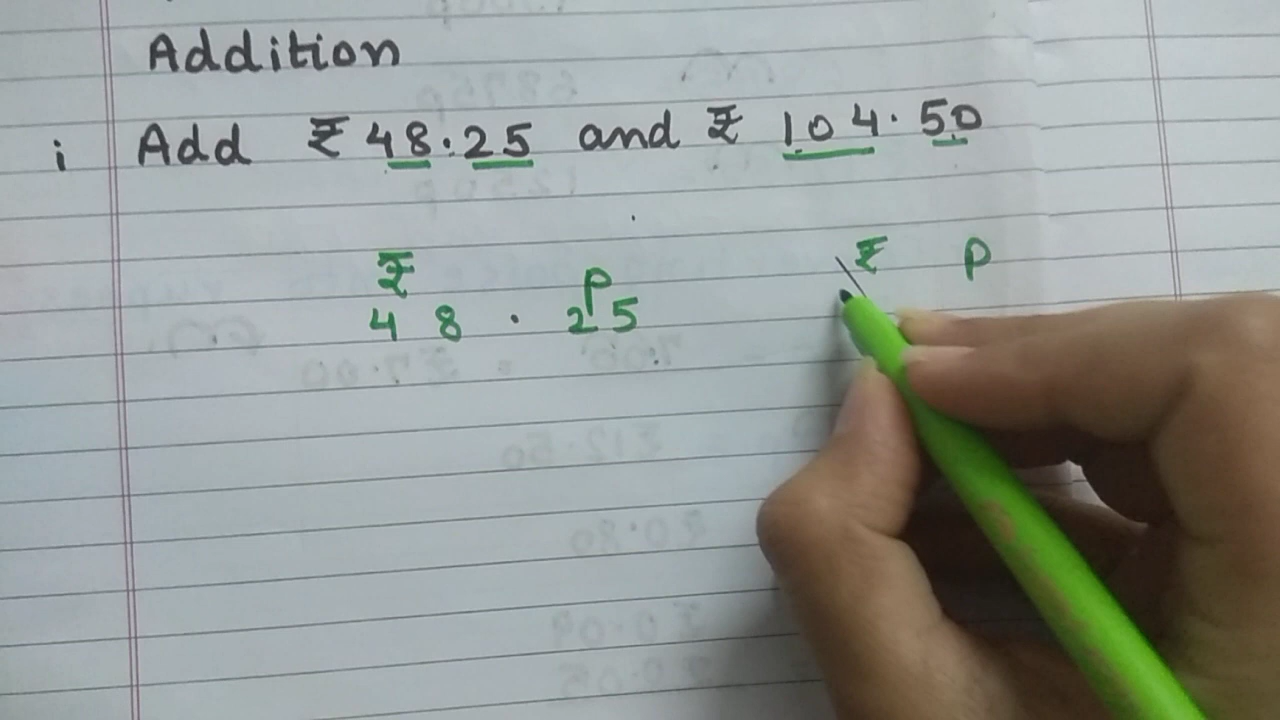 Addition
i Add ₹ 48.25 and ₹ 104.50
₹ P ₹ P
48.25